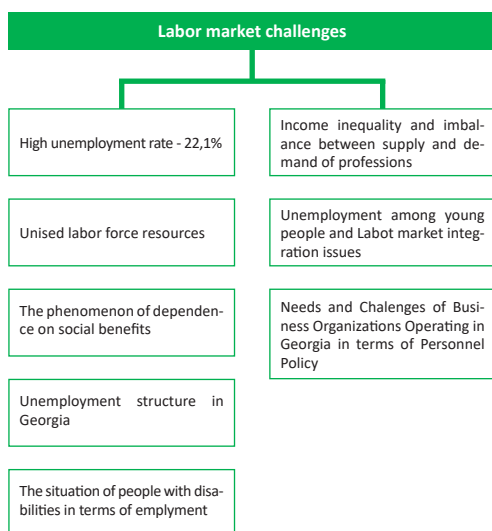 Labor market challenges
High unemployment rate - 22,1%
Unised labor force resources
The phenomenon of dependen-
ce on social benefits
Unemployment structure in
Georgia
The situation of people with disa-
bilities in terms of emplyment
Income inequality and imbal-
ance between supply and de-
mand of professions
Unemployment among young
people and Labot market integ-
ration issues
Needs and Chalenges of Busi-
ness Organizations Operating in
Georgia in terms of Personnel
Policy